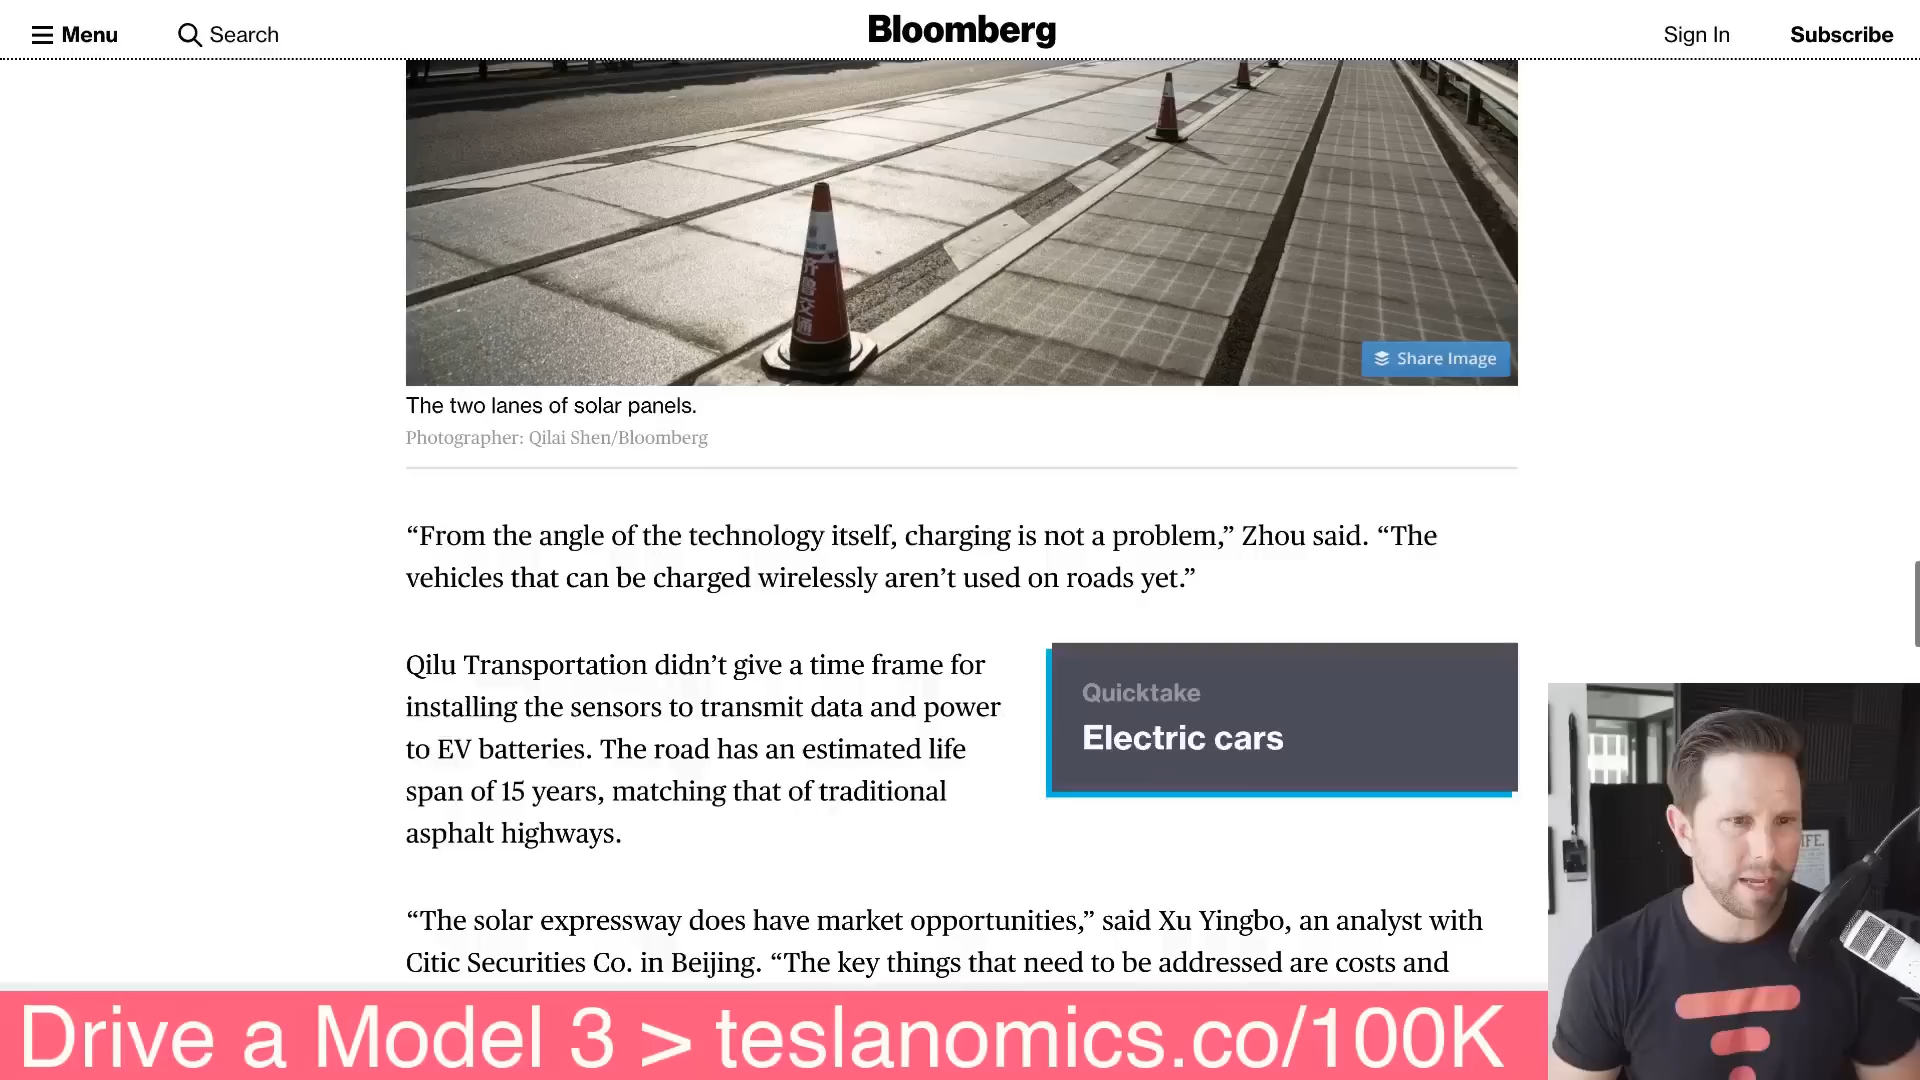 Menu
Search
Bloomberg
Sign In
Subscribe
齐鲁交通
Share Image
The two lanes of solar panels.
Photographer: Qilai Shen/Bloomberg
“From the angle of the technology itself, charging is not a problem,” Zhou said. “The
vehicles that can be charged wirelessly aren’t used on roads yet.”
Qilu Transportation didn’t give a time frame for
installing the sensors to transmit data and power
to EV batteries. The road has an estimated life
span of 15 years, matching that of traditional
asphalt highways.
Quicktake
Electric cars
“The solar expressway does have market opportunities,” said Xu Yingbo, an analyst with
Citic Securities Co. in Beijing. “The key things that need to be addressed are costs and
Drive a Model 3 > teslanomics.co/100K